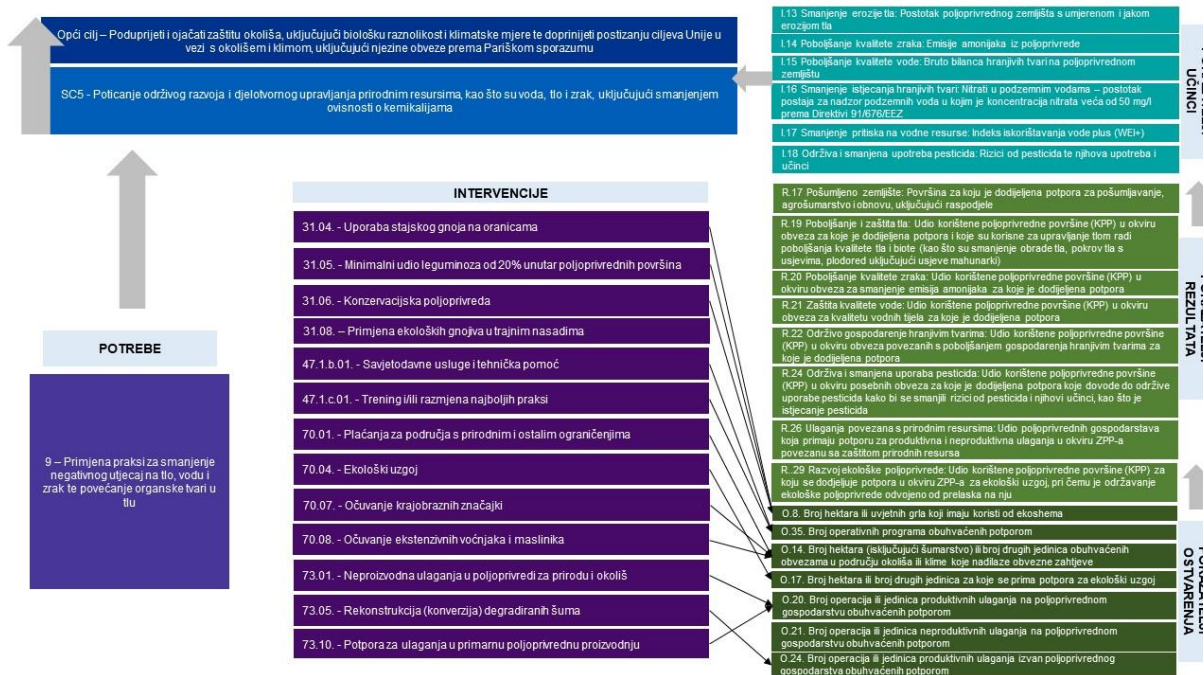 Opći cilj – Poduprijeti i ojačati zaštitu okoliša, uključujući biološku raznolikost i klimatske mjere te doprinijeti postizanju ciljeva Unije u
vezi s okolišem i klimom, uključujući njezine obveze prema Pariškom sporazumu
SC5 - Poticanje održivog razvoja i djelotvornog upravljanja prirodnim resursima, kao što su voda, tlo i zrak, uključujući smanjenjem
ovisnosti o kemikalijama
POTREBE
9 – Primjena praksi za smanjenje
negativnog utjecaj na tlo, vodu i
zrak te povećanje organske tvari u
tlu
INTERVENCIJE
31.04. - Uporaba stajskog gnoja na oranicama
31.05. - Minimalni udio leguminoza od 20% unutar poljoprivrednih površina
31.06. - Konzervacijska poljoprivreda
31.08. – Primjena ekoloških gnojiva u trajnim nasadima
47.1.b.01. - Savjetodavne usluge i tehnička pomoć
47.1.c.01. - Trening i/ili razmjena najboljih praksi
70.01. - Plaćanja za područja s prirodnim i ostalim ograničenjima
70.04. - Ekološki uzgoj
70.07. - Očuvanje krajobraznih značajki
70.08. - Očuvanje ekstenzivnih voćnjaka i maslinika
73.01. - Neproizvodna ulaganja u poljoprivredi za prirodu i okoliš
73.05. - Rekonstrukcija (konverzija) degradiranih šuma
73.10. - Potpora za ulaganja u primarnu poljoprivrednu proizvodnju
I.13 Smanjenje erozije tla: Postotak poljoprivrednog zemljišta s umjerenom i jakom
erozijom tla
I.14 Poboljšanje kvalitete zraka: Emisije amonijaka iz poljoprivrede
I.15 Poboljšanje kvalitete vode: Bruto bilanca hranjivih tvari na poljoprivrednom
zemljištu
I.16 Smanjenje istjecanja hranjivih tvari: Nitrati u podzemnim vodama – postotak
postaja za nadzor podzemnih voda u kojim je koncentracija nitrata veća od 50 mg/l
prema Direktivi 91/676/EEZ
I.17 Smanjenje pritiska na vodne resurse: Indeks iskorištavanja vode plus (WEI+)
I.18 Održiva i smanjena upotreba pesticida: Rizici od pesticida te njihova upotreba i
učinci
UČINCI
R.17 Pošumljeno zemljište: Površina za koju je dodijeljena potpora za pošumljavanje,
agrošumarstvo i obnovu, uključujući raspodjele
R.19 Poboljšanje i zaštita tla: Udio korištene poljoprivredne površine (KPP) u okviru
obveza za koje je dodijeljena potpora i koje su korisne za upravljanje tlom radi
poboljšanja kvalitete tla i biote (kao što su smanjenje obrade tla, pokrov tla s
usjevima, plodored uključujući usjeve mahunarki)
R.20 Poboljšanje kvalitete zraka: Udio korištene poljoprivredne površine (KPP) u
okviru obveza za smanjenje emisija amonijaka za koje je dodijeljena potpora
R.21 Zaštita kvalitete vode: Udio korištene poljoprivredne površine (KPP) u okviru
obveza za kvalitetu vodnih tijela za koje je dodijeljena potpora
R.22 Održivo gospodarenje hranjivim tvarima: Udio korištene poljoprivredne površine
(KPP) u okviru obveza povezanih s poboljšanjem gospodarenja hranjivim tvarima za
koje je dodijeljena potpora
R.24 Održiva i smanjena uporaba pesticida: Udio korištene poljoprivredne površine
(KPP) u okviru posebnih obveza za koje je dodijeljena potpora koje dovode do održive
uporabe pesticida kako bi se smanjili rizici od pesticida i njihovi učinci, kao što je
istjecanje pesticida
R.26 Ulaganja povezana s prirodnim resursima: Udio poljoprivrednih gospodarstava
koja primaju potporu za produktivna i neproduktivna ulaganja u okviru ZPP-a
povezanu sa zaštitom prirodnih resursa
R..29 Razvoj ekološke poljoprivrede: Udio korištene poljoprivredne površine (KPP) za
koju se dodjeljuje potpora u okviru ZPP-a za ekološki uzgoj, pri čemu je održavanje
ekološke poljoprivrede odvojeno od prelaska na nju
REZULTATA
O.8. Broj hektara ili uvjetnih grla koji imaju koristi od ekoshema
O.35. Broj operativnih programa obuhvaćenih potporom
O.14. Broj hektara (isključujući šumarstvo) ili broj drugih jedinica obuhvaćenih
obvezama u području okoliša ili klime koje nadilaze obvezne zahtjeve
O.17. Broj hektara ili broj drugih jedinica za koje se prima potpora za ekološki uzgoj
O.20. Broj operacija ili jedinica produktivnih ulaganja na poljoprivrednom
gospodarstvu obuhvaćenih potporom
O.21. Broj operacija ili jedinica neproduktivnih ulaganja na poljoprivrednom
gospodarstvu obuhvaćenih potporom
O.24. Broj operacija ili jedinica produktivnih ulaganja izvan poljoprivrednog
gospodarstva obuhvaćenih potporom
OSTVARENJA